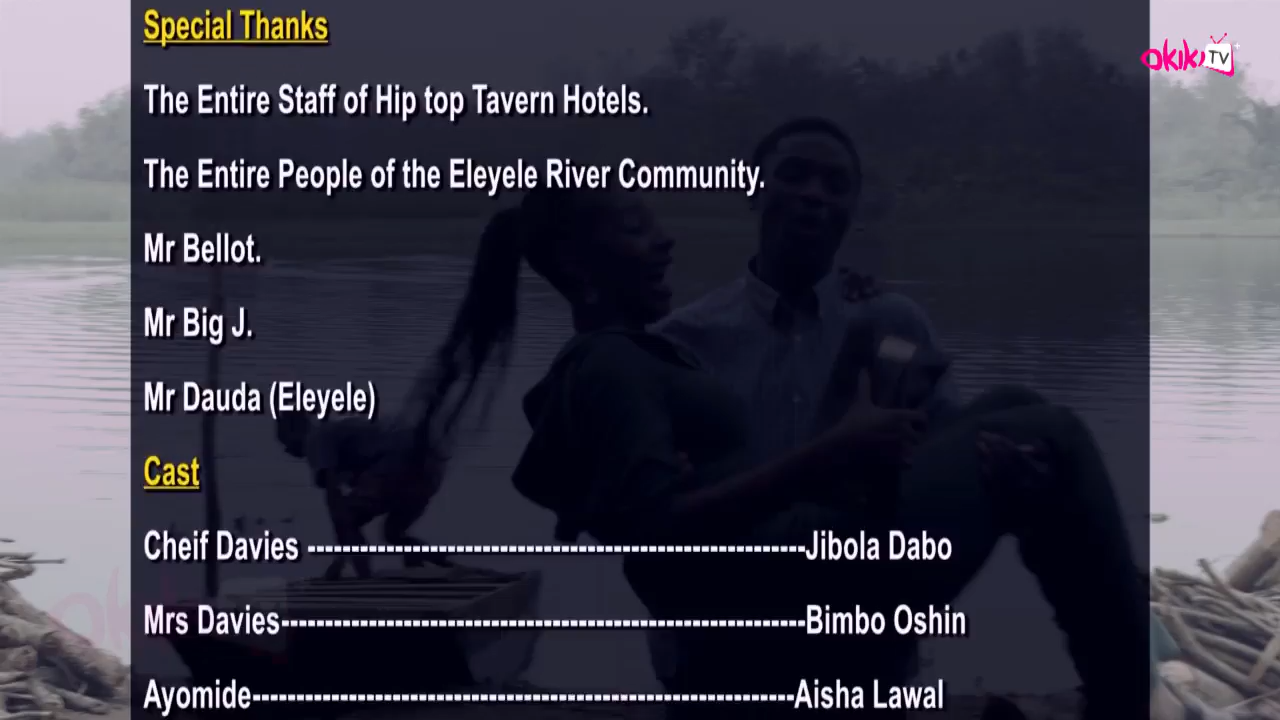 Special Thanks
OKIKI TV+
The Entire Staff of Hip top Tavern Hotels.
The Entire People of the Eleyele River Community.
Mr Bellot.
Mr Big J.
Mr Dauda (Eleyele)
Cast
Cheif Davies ---------------------------------------------------------Jibola Dabo
Mrs Davies------------------------------------------------------------Bimbo Oshin
Ayomide--------------------------------------------------------------Aisha Lawal